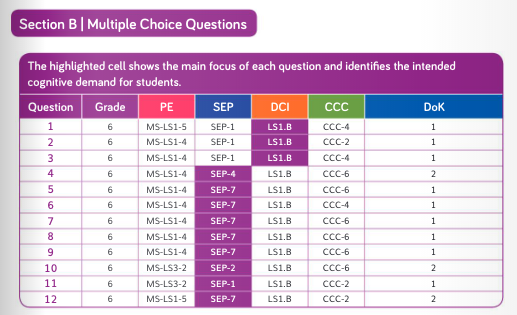 Section B | Multiple Choice Questions
The highlighted cell shows the main focus of each question and identifies the intended
cognitive demand for students.
Question Grade PE SEP DCI CCC DoK
1 6 MS-LS1-5 SEP-1 LS1.B CCC-4 1
2 6 MS-LS1-4 SEP-1 LS1.B CCC-2 1
3 6 MS-LS1-4 SEP-1 LS1.B CCC-4 1
4 6 MS-LS1-4 SEP-4 LS1.B CCC-6 2
5 6 MS-LS1-4 SEP-7 LS1.B CCC-6 1
6 6 MS-LS1-4 SEP-7 LS1.B CCC-4 1
7 6 MS-LS1-4 SEP-7 LS1.B CCC-6 1
8 6 MS-LS1-4 SEP-7 LS1.B CCC-6 1
9 6 MS-LS1-4 SEP-7 LS1.B CCC-6 1
10 6 MS-LS3-2 SEP-2 LS1.B CCC-6 2
11 6 MS-LS3-2 SEP-1 LS1.B CCC-2 1
12 6 MS-LS1-5 SEP-7 LS1.B CCC-2 2